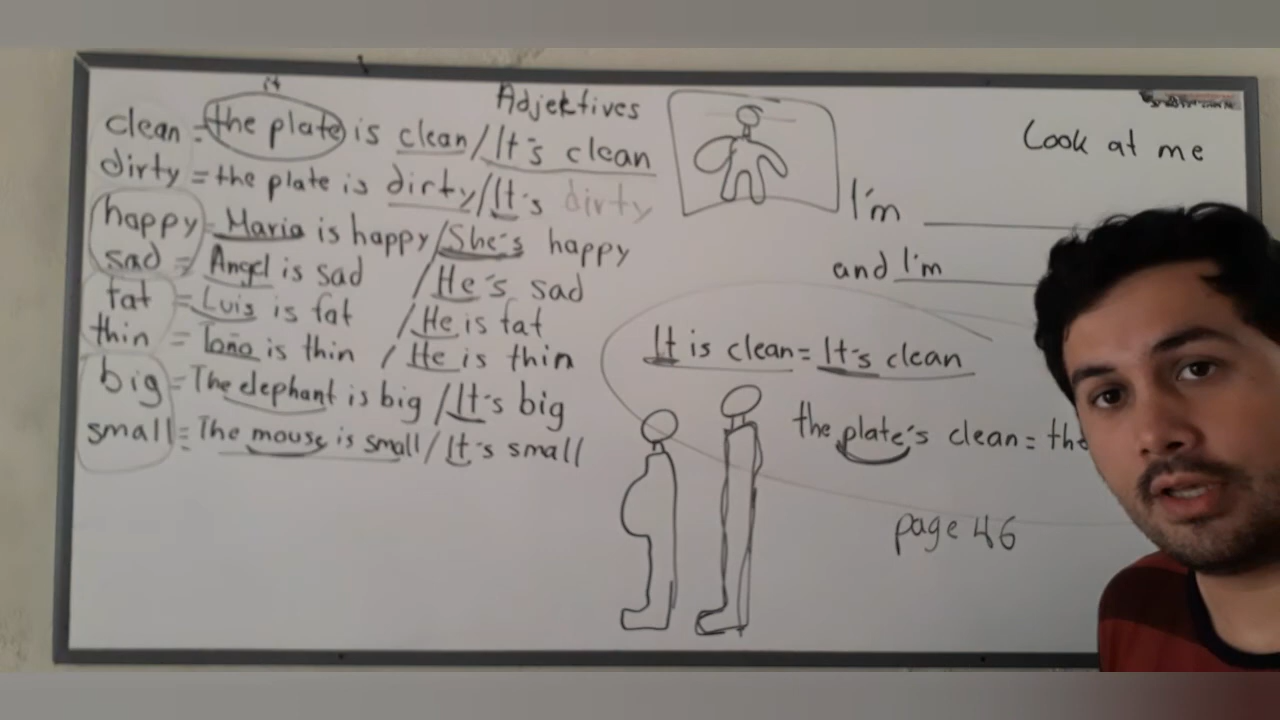 it
Adjektives
clean = the plate is clean / It's clean
dirty = the plate is dirty / It's dirty
happy = Maria is happy / She's happy
sad = Angel is sad / He's sad
fat = Luis is fat / He is fat
thin = Toño is thin / He is thin
big = The elephant is big / It's big
small = The mouse is small / It's small
Look at me
I'm
and I'm
It is clean = It's clean
the plate's clean = the
page 46